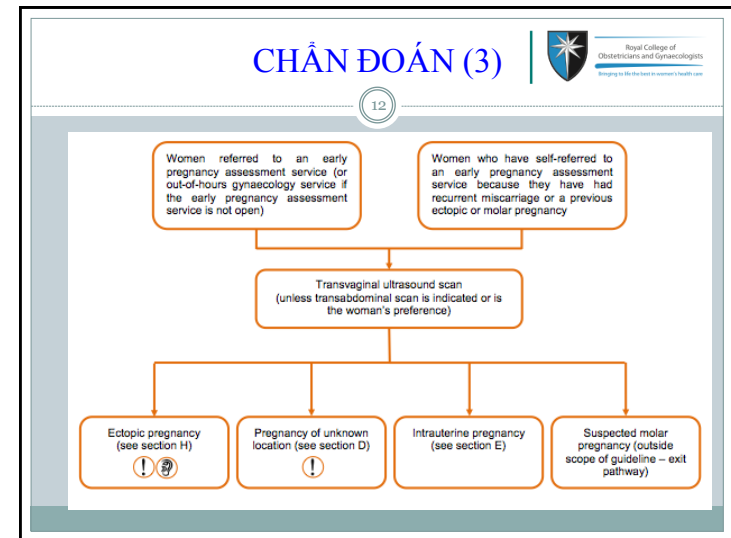 CHẨN ĐOÁN (3)
Royal College of
Obstetricians and Gynaecologists
Bringing to life the best in women's health care
12
Women referred to an early
pregnancy assessment service (or
out-of-hours gynaecology service if
the early pregnancy assessment
service is not open)
Women who have self-referred to
an early pregnancy assessment
service because they have had
recurrent miscarriage or a previous
ectopic or molar pregnancy
Transvaginal ultrasound scan
(unless transabdominal scan is indicated or is
the woman's preference)
Ectopic pregnancy
(see section H)
!
Pregnancy of unknown
location (see section D)
!
Intrauterine pregnancy
(see section E)
Suspected molar
pregnancy (outside
scope of guideline – exit
pathway)